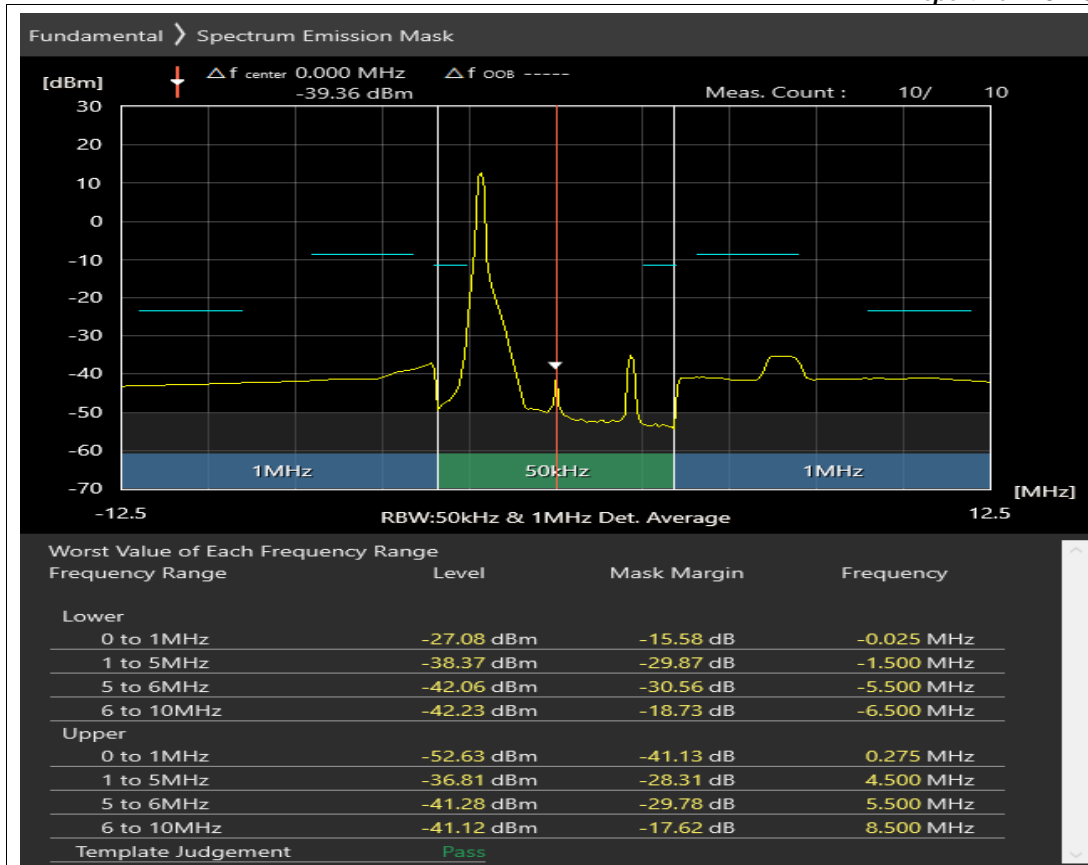 Fundamental 〉 Spectrum Emission Mask
[dBm] △ f center 0.000 MHz △ f OOB -----
-39.36 dBm Meas. Count : 10/ 10
30
20
10
0
-10
-20
-30
-40
-50
-60
-70
1MHz 50kHz 1MHz
[MHz]
-12.5 RBW:50kHz & 1MHz Det. Average 12.5
Worst Value of Each Frequency Range
Frequency Range Level Mask Margin Frequency
Lower
0 to 1MHz -27.08 dBm -15.58 dB -0.025 MHz
1 to 5MHz -38.37 dBm -29.87 dB -1.500 MHz
5 to 6MHz -42.06 dBm -30.56 dB -5.500 MHz
6 to 10MHz -42.23 dBm -18.73 dB -6.500 MHz
Upper
0 to 1MHz -52.63 dBm -41.13 dB 0.275 MHz
1 to 5MHz -36.81 dBm -28.31 dB 4.500 MHz
5 to 6MHz -41.28 dBm -29.78 dB 5.500 MHz
6 to 10MHz -41.12 dBm -17.62 dB 8.500 MHz
Template Judgement Pass